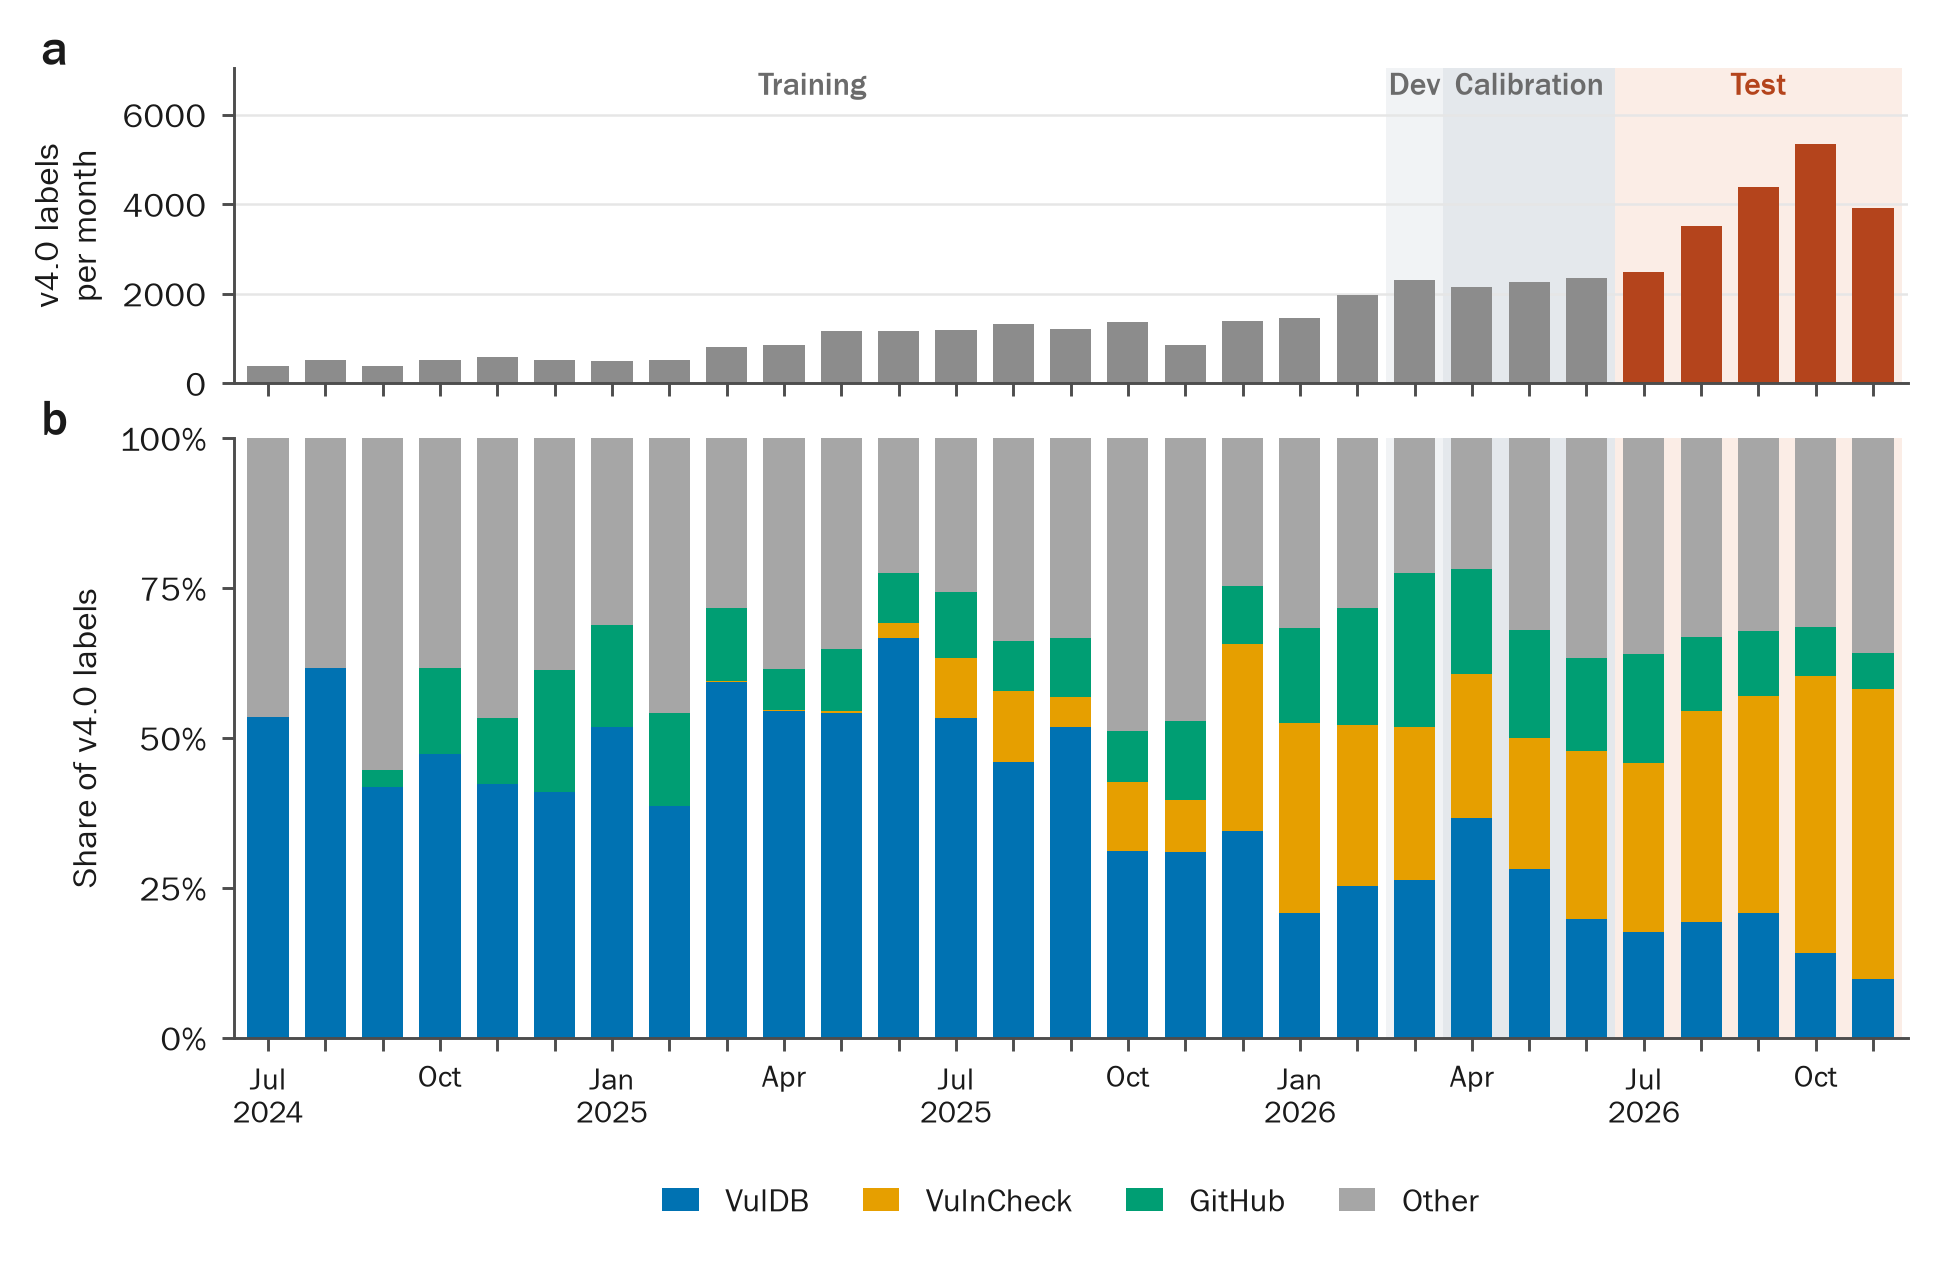 a
Training
Dev
Calibration
Test
v4.0 labels
per month
6000
4000
2000
0
b
Share of v4.0 labels
100%
75%
50%
25%
0%
Jul
2024
Oct
Jan
2025
Apr
Jul
2025
Oct
Jan
2026
Apr
Jul
2026
Oct
VulDB
VulnCheck
GitHub
Other